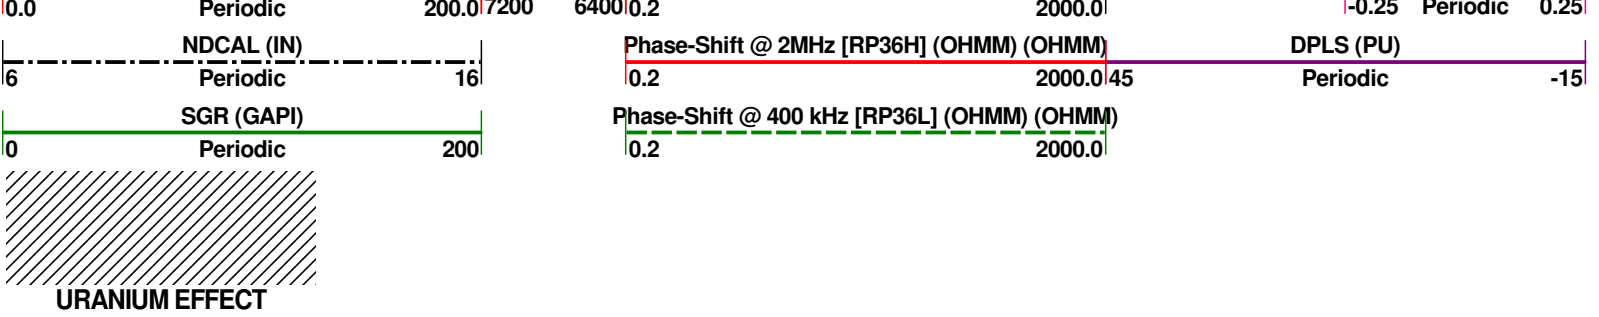 0.0 Periodic 200.0 7200 6400 0.2 2000.0 -0.25 Periodic 0.25
NDCAL (IN) Phase-Shift @ 2MHz [RP36H] (OHMM) (OHMM) DPLS (PU)
6 Periodic 16 0.2 2000.0 45 Periodic -15
SGR (GAPI) Phase-Shift @ 400 kHz [RP36L] (OHMM) (OHMM)
0 Periodic 200 0.2 2000.0
URANIUM EFFECT